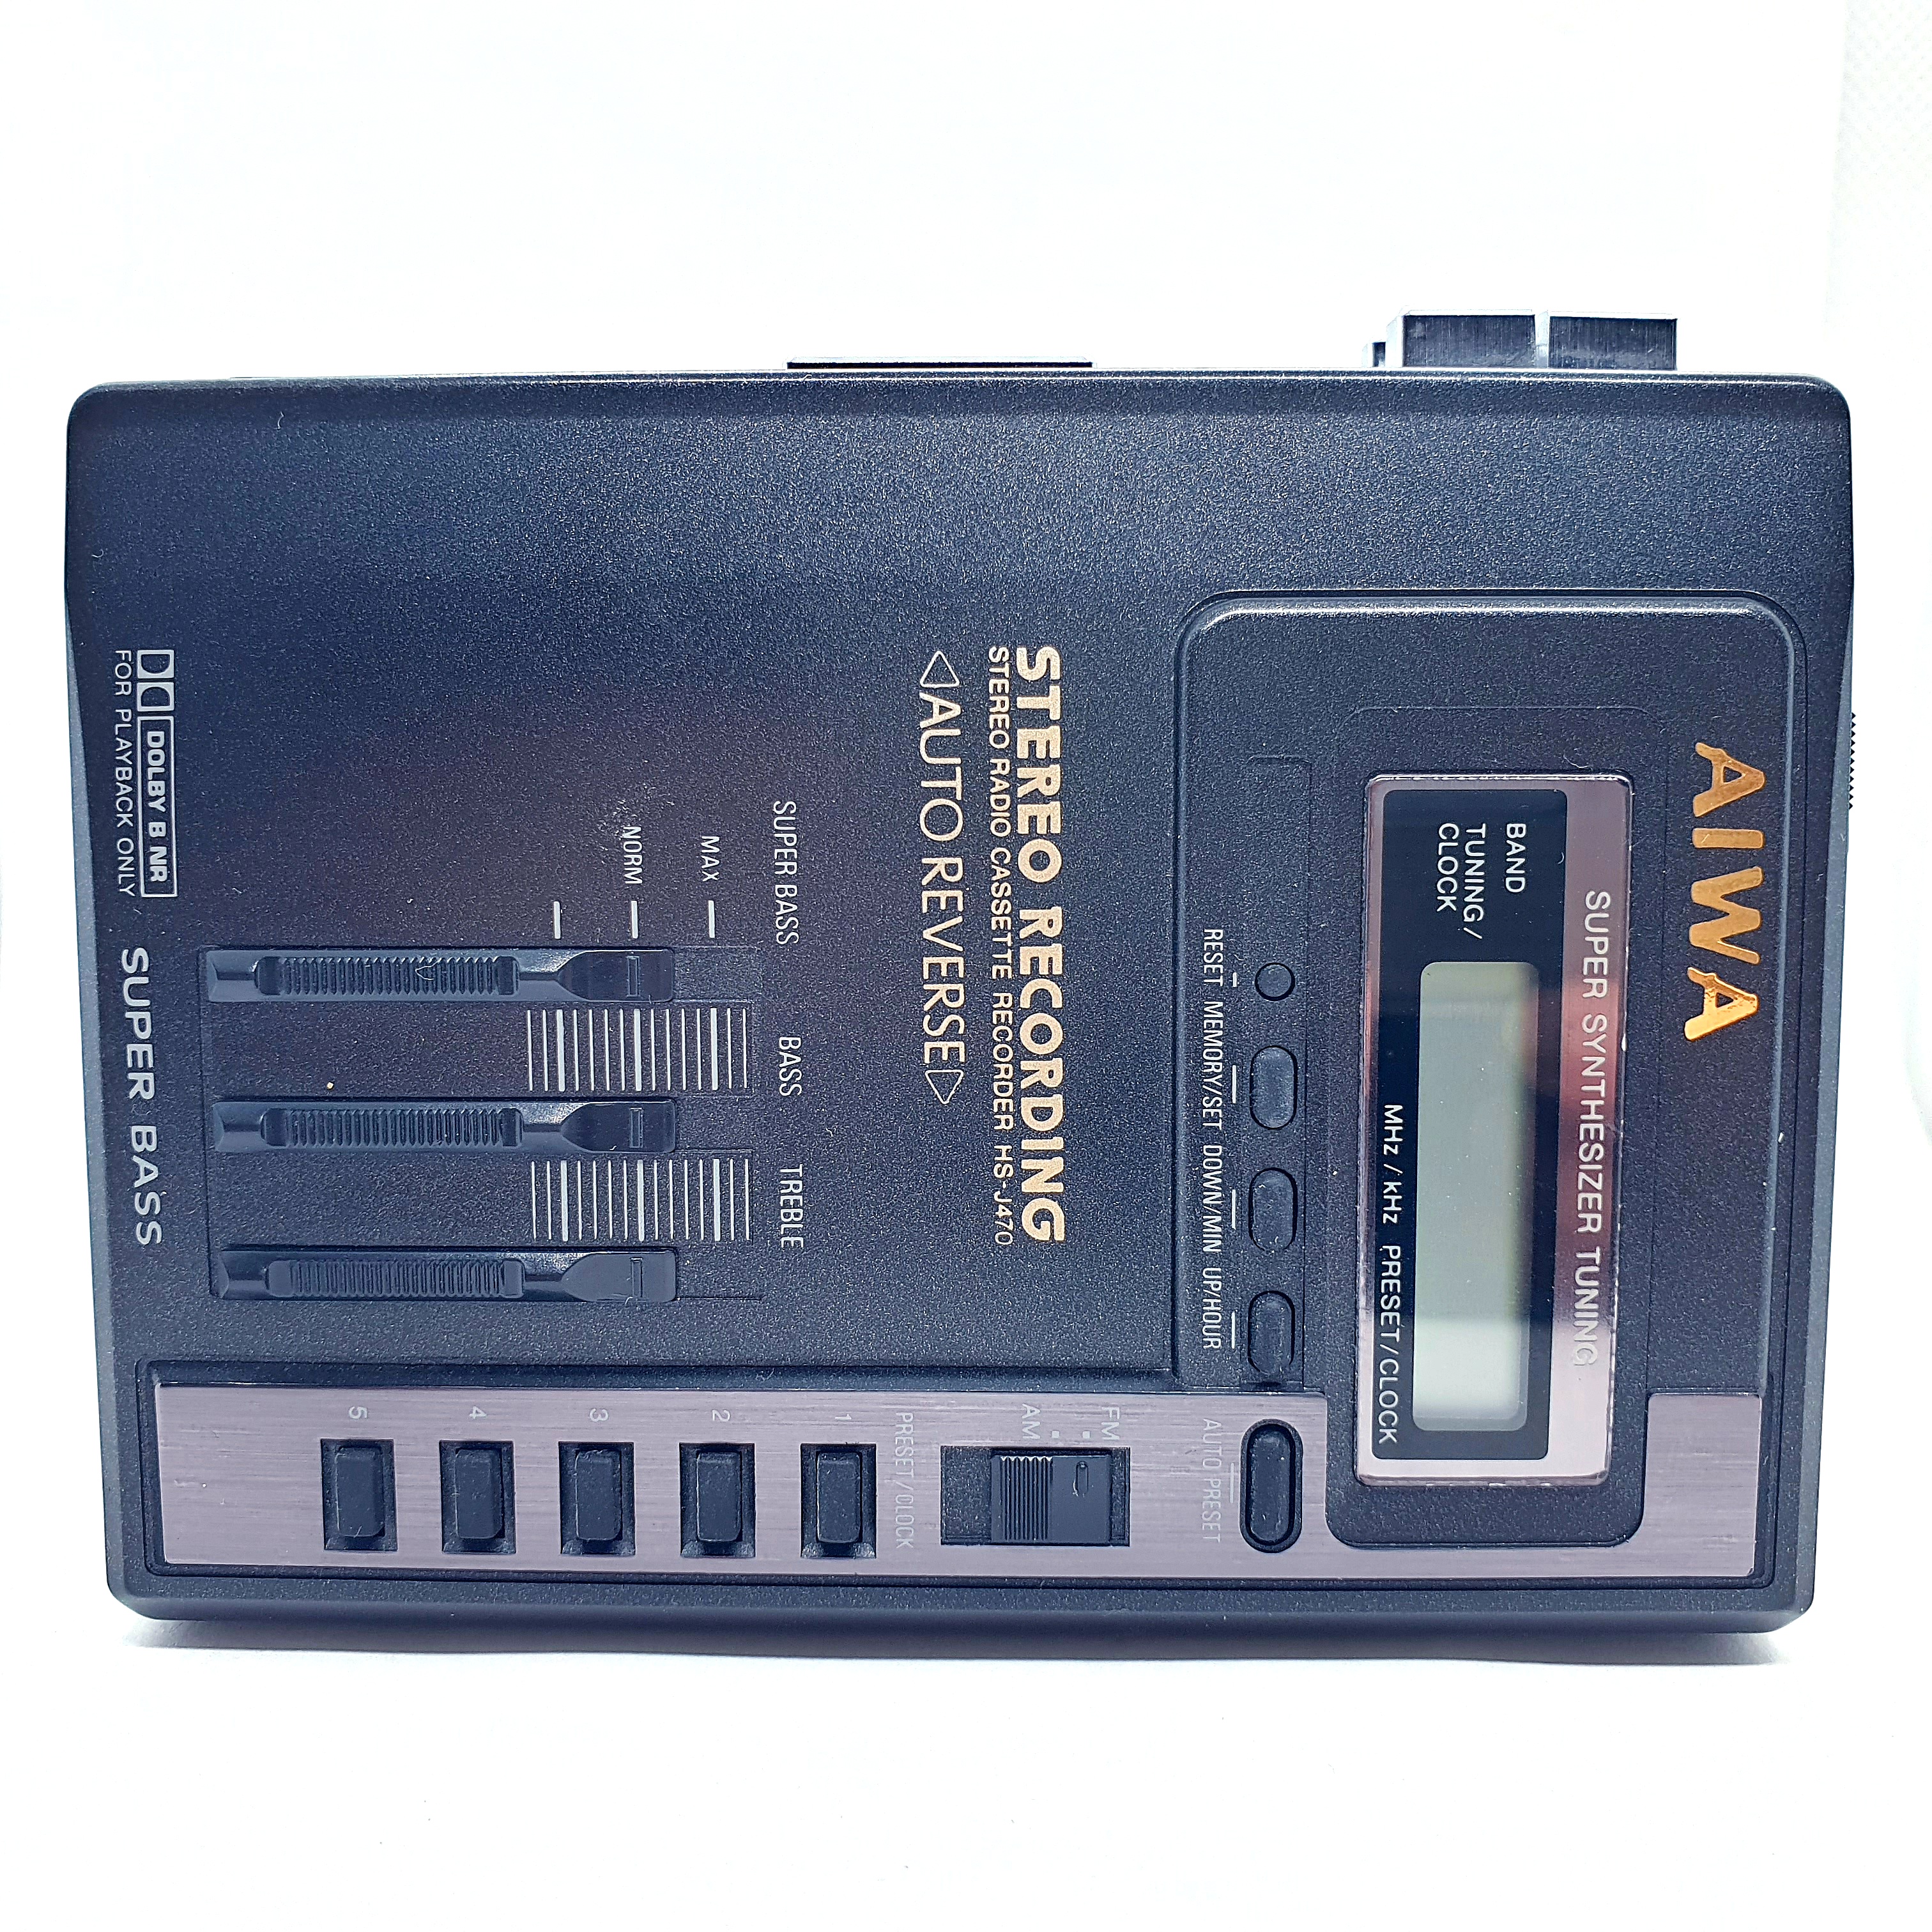 AIWA
SUPER SYNTHESIZER TUNING
BAND
TUNING/
CLOCK
MHz/kHz PRESET/CLOCK
RESET MEMORY/SET DOWN/MIN UP/HOUR
AUTO PRESET
STEREO RECORDING
STEREO RADIO CASSETTE RECORDER HS-J470
AUTO REVERSE
FM
AM
PRESET/CLOCK
1
2
3
4
5
SUPER BASS BASS TREBLE
MAX
NORM
DOLBY B NR
FOR PLAYBACK ONLY
SUPER BASS